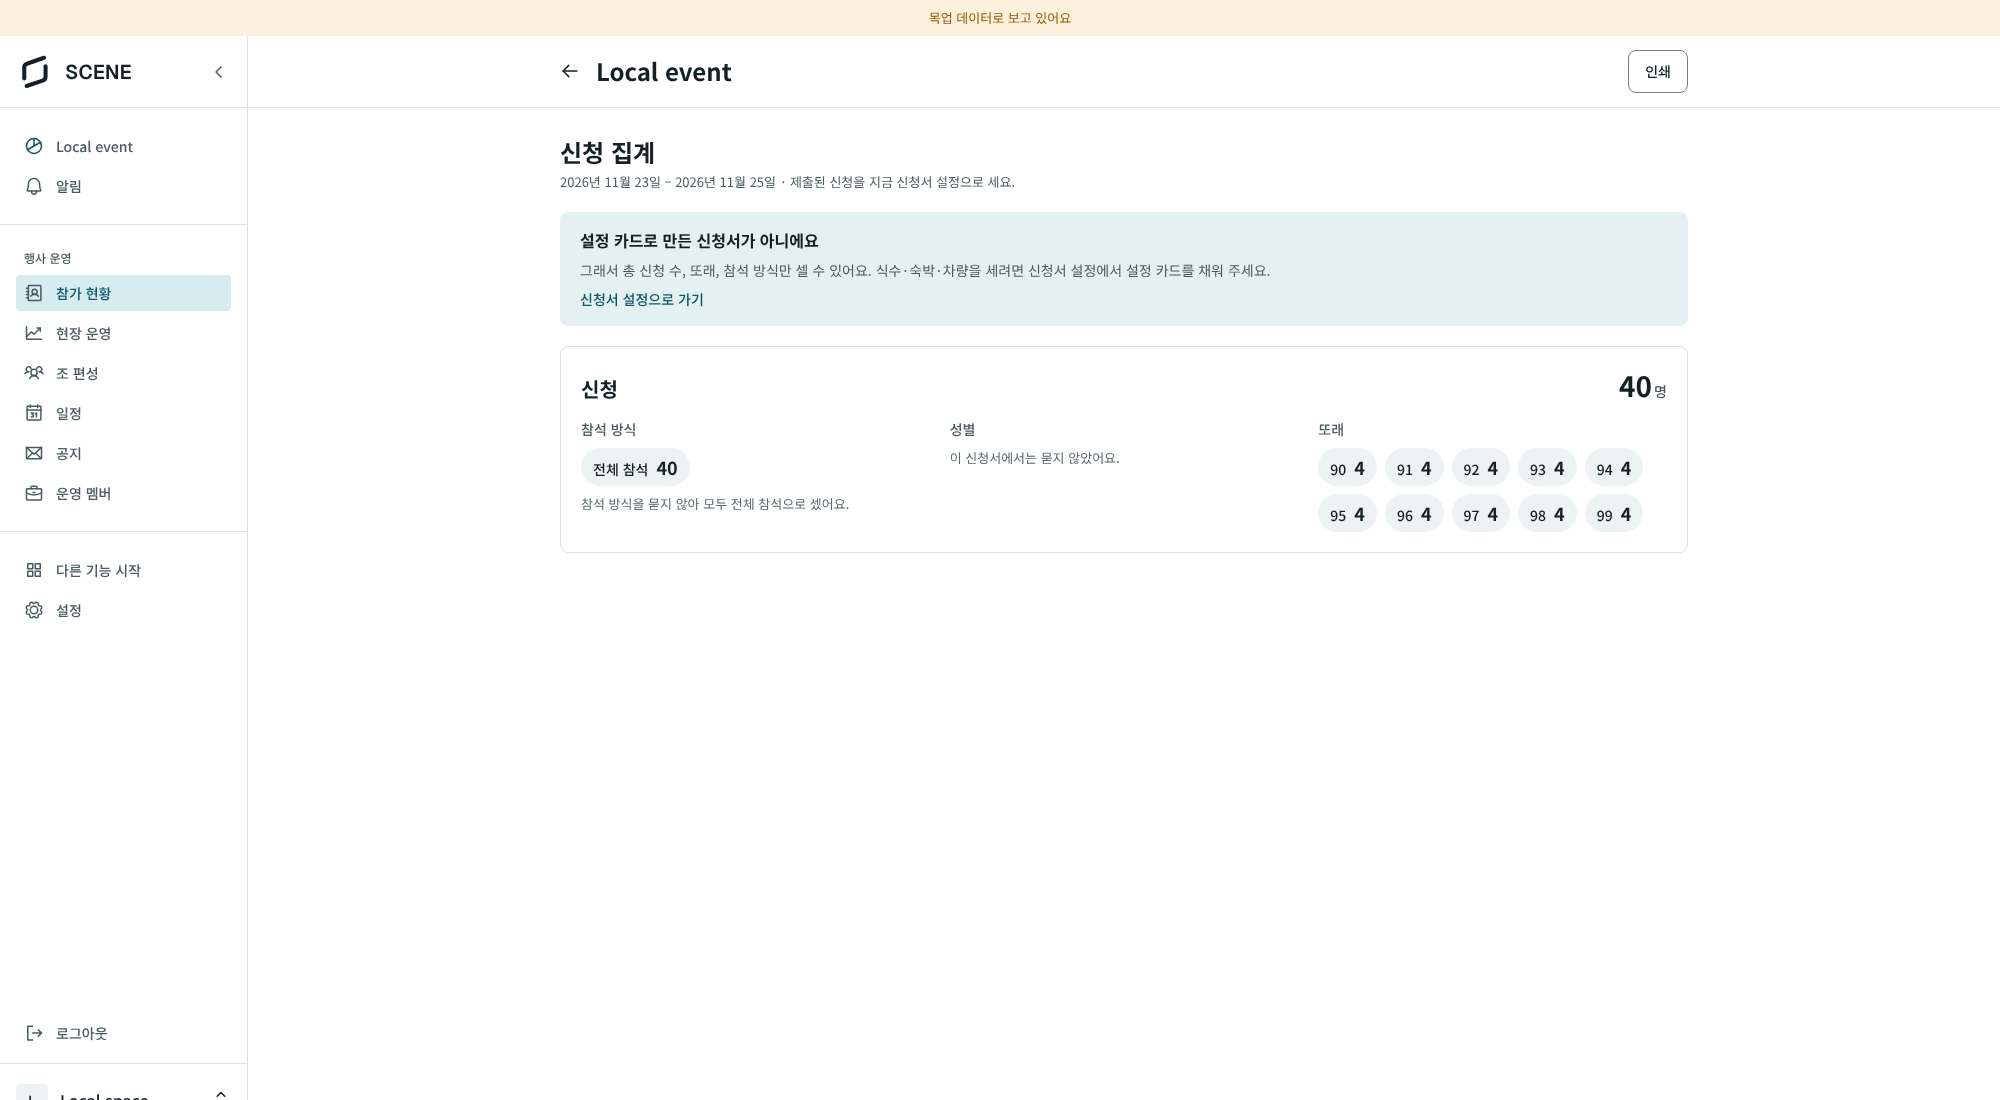 목업 데이터로 보고 있어요
SCENE
Local event
인쇄
Local event
알림
행사 운영
참가 현황
현장 운영
조 편성
일정
공지
운영 멤버
다른 기능 시작
설정
로그아웃
Local space
신청 집계
2026년 11월 23일 – 2026년 11월 25일 · 제출된 신청을 지금 신청서 설정으로 세요.
설정 카드로 만든 신청서가 아니에요
그래서 총 신청 수, 또래, 참석 방식만 셀 수 있어요. 식수·숙박·차량을 세려면 신청서 설정에서 설정 카드를 채워 주세요.
신청서 설정으로 가기
신청
40명
참석 방식
전체 참석 40
참석 방식을 묻지 않아 모두 전체 참석으로 셌어요.
성별
이 신청서에서는 묻지 않았어요.
또래
90 4 91 4 92 4 93 4 94 4
95 4 96 4 97 4 98 4 99 4